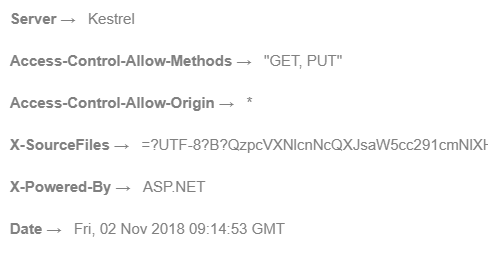 Server → Kestrel
Access-Control-Allow-Methods → "GET, PUT"
Access-Control-Allow-Origin → *
X-SourceFiles → =?UTF-8?B?QzpcVXNlcnNcQXJsaW5cc291cmNlXH
X-Powered-By → ASP.NET
Date → Fri, 02 Nov 2018 09:14:53 GMT